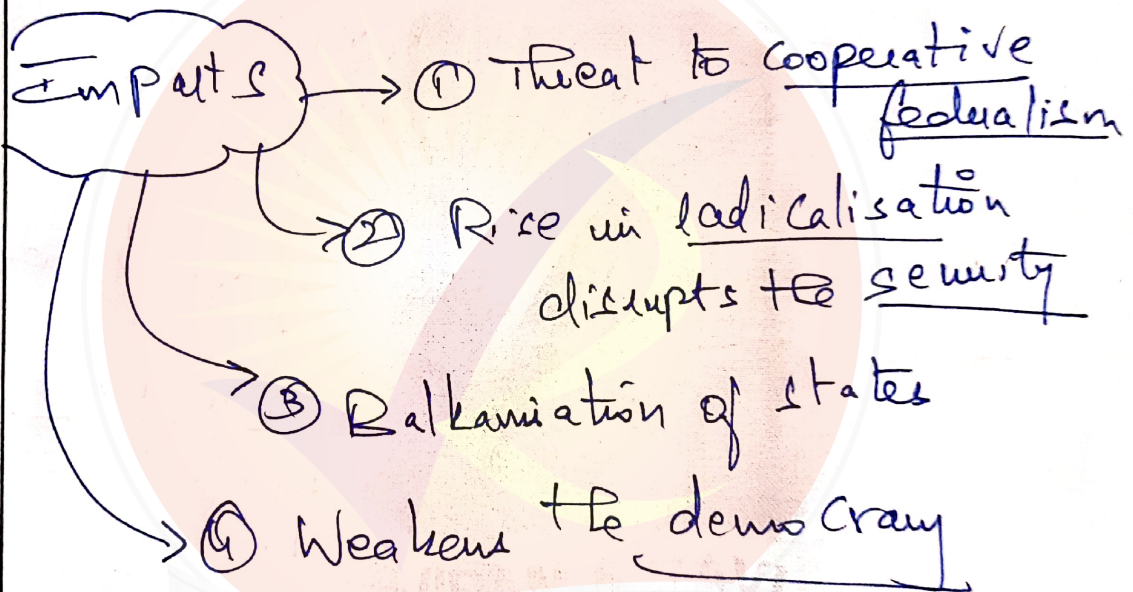 Impacts
① Threat to cooperative
federalism
② Rise in radicalisation
disrupts the security
③ Balkaniation of states
④ Weakens the democracy